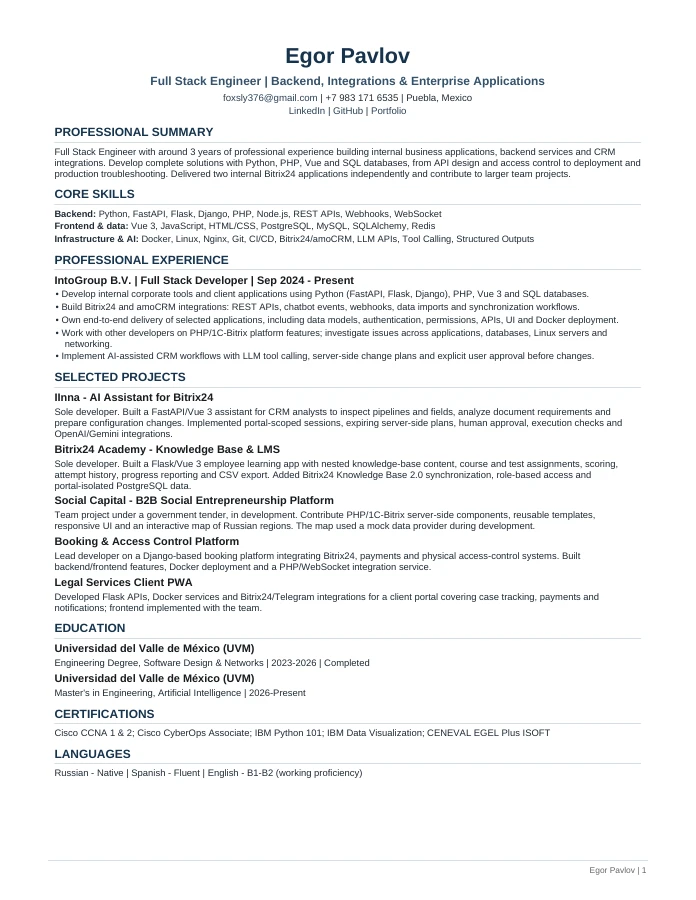 Egor Pavlov
Full Stack Engineer | Backend, Integrations & Enterprise Applications
foxsly376@gmail.com | +7 983 171 6535 | Puebla, Mexico
LinkedIn | GitHub | Portfolio
PROFESSIONAL SUMMARY
Full Stack Engineer with around 3 years of professional experience building internal business applications, backend services and CRM
integrations. Develop complete solutions with Python, PHP, Vue and SQL databases, from API design and access control to deployment and
production troubleshooting. Delivered two internal Bitrix24 applications independently and contribute to larger team projects.
CORE SKILLS
Backend: Python, FastAPI, Flask, Django, PHP, Node.js, REST APIs, Webhooks, WebSocket
Frontend & data: Vue 3, JavaScript, HTML/CSS, PostgreSQL, MySQL, SQLAlchemy, Redis
Infrastructure & AI: Docker, Linux, Nginx, Git, CI/CD, Bitrix24/amoCRM, LLM APIs, Tool Calling, Structured Outputs
PROFESSIONAL EXPERIENCE
IntoGroup B.V. | Full Stack Developer | Sep 2024 - Present
• Develop internal corporate tools and client applications using Python (FastAPI, Flask, Django), PHP, Vue 3 and SQL databases.
• Build Bitrix24 and amoCRM integrations: REST APIs, chatbot events, webhooks, data imports and synchronization workflows.
• Own end-to-end delivery of selected applications, including data models, authentication, permissions, APIs, UI and Docker deployment.
• Work with other developers on PHP/1C-Bitrix platform features; investigate issues across applications, databases, Linux servers and
networking.
• Implement AI-assisted CRM workflows with LLM tool calling, server-side change plans and explicit user approval before changes.
SELECTED PROJECTS
IInna - AI Assistant for Bitrix24
Sole developer. Built a FastAPI/Vue 3 assistant for CRM analysts to inspect pipelines and fields, analyze document requirements and
prepare configuration changes. Implemented portal-scoped sessions, expiring server-side plans, human approval, execution checks and
OpenAI/Gemini integrations.
Bitrix24 Academy - Knowledge Base & LMS
Sole developer. Built a Flask/Vue 3 employee learning app with nested knowledge-base content, course and test assignments, scoring,
attempt history, progress reporting and CSV export. Added Bitrix24 Knowledge Base 2.0 synchronization, role-based access and
portal-isolated PostgreSQL data.
Social Capital - B2B Social Entrepreneurship Platform
Team project under a government tender, in development. Contribute PHP/1C-Bitrix server-side components, reusable templates,
responsive UI and an interactive map of Russian regions. The map used a mock data provider during development.
Booking & Access Control Platform
Lead developer on a Django-based booking platform integrating Bitrix24, payments and physical access-control systems. Built
backend/frontend features, Docker deployment and a PHP/WebSocket integration service.
Legal Services Client PWA
Developed Flask APIs, Docker services and Bitrix24/Telegram integrations for a client portal covering case tracking, payments and
notifications; frontend implemented with the team.
EDUCATION
Universidad del Valle de México (UVM)
Engineering Degree, Software Design & Networks | 2023-2026 | Completed
Universidad del Valle de México (UVM)
Master's in Engineering, Artificial Intelligence | 2026-Present
CERTIFICATIONS
Cisco CCNA 1 & 2; Cisco CyberOps Associate; IBM Python 101; IBM Data Visualization; CENEVAL EGEL Plus ISOFT
LANGUAGES
Russian - Native | Spanish - Fluent | English - B1-B2 (working proficiency)
Egor Pavlov | 1